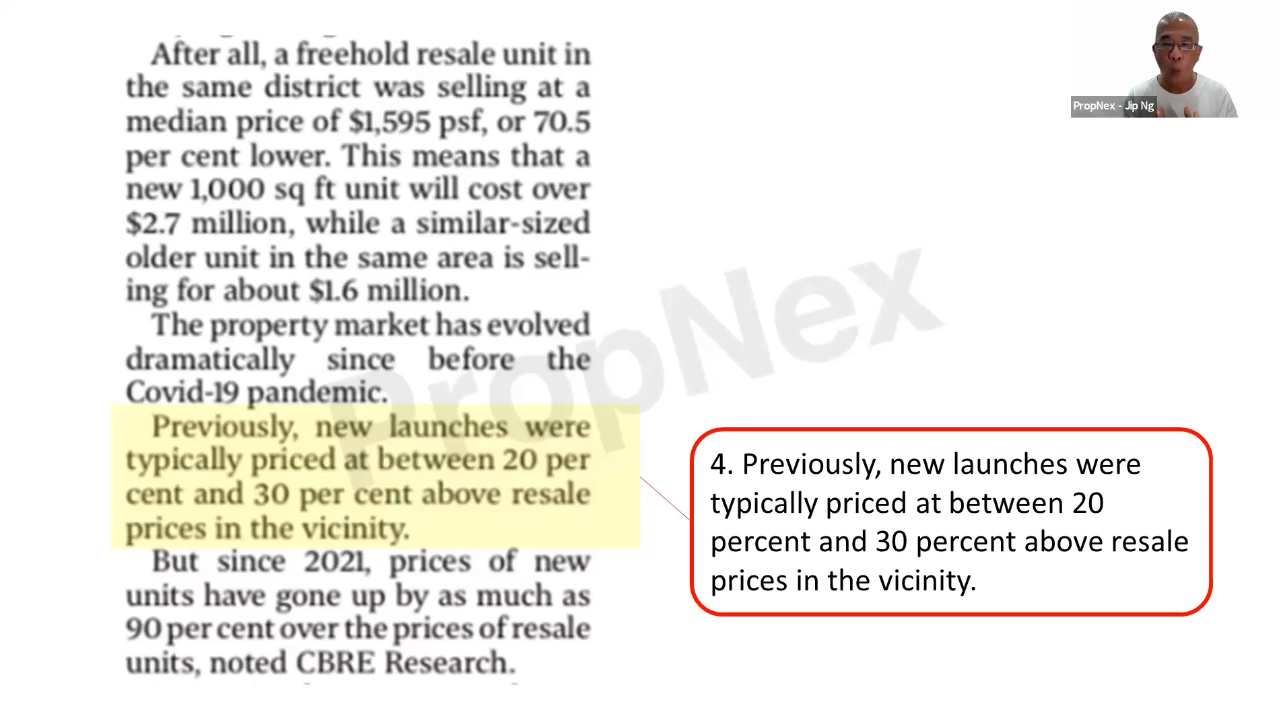 After all, a freehold resale unit in
the same district was selling at a
median price of $1,595 psf, or 70.5
per cent lower. This means that a
new 1,000 sq ft unit will cost over
$2.7 million, while a similar-sized
older unit in the same area is sell-
ing for about $1.6 million.
The property market has evolved
dramatically since before the
Covid-19 pandemic.
Previously, new launches were
typically priced at between 20 per
cent and 30 per cent above resale
prices in the vicinity.
But since 2021, prices of new
units have gone up by as much as
90 per cent over the prices of resale
units, noted CBRE Research.
PropNex
4. Previously, new launches were
typically priced at between 20
percent and 30 percent above resale
prices in the vicinity.
PropNex - Jip Ng